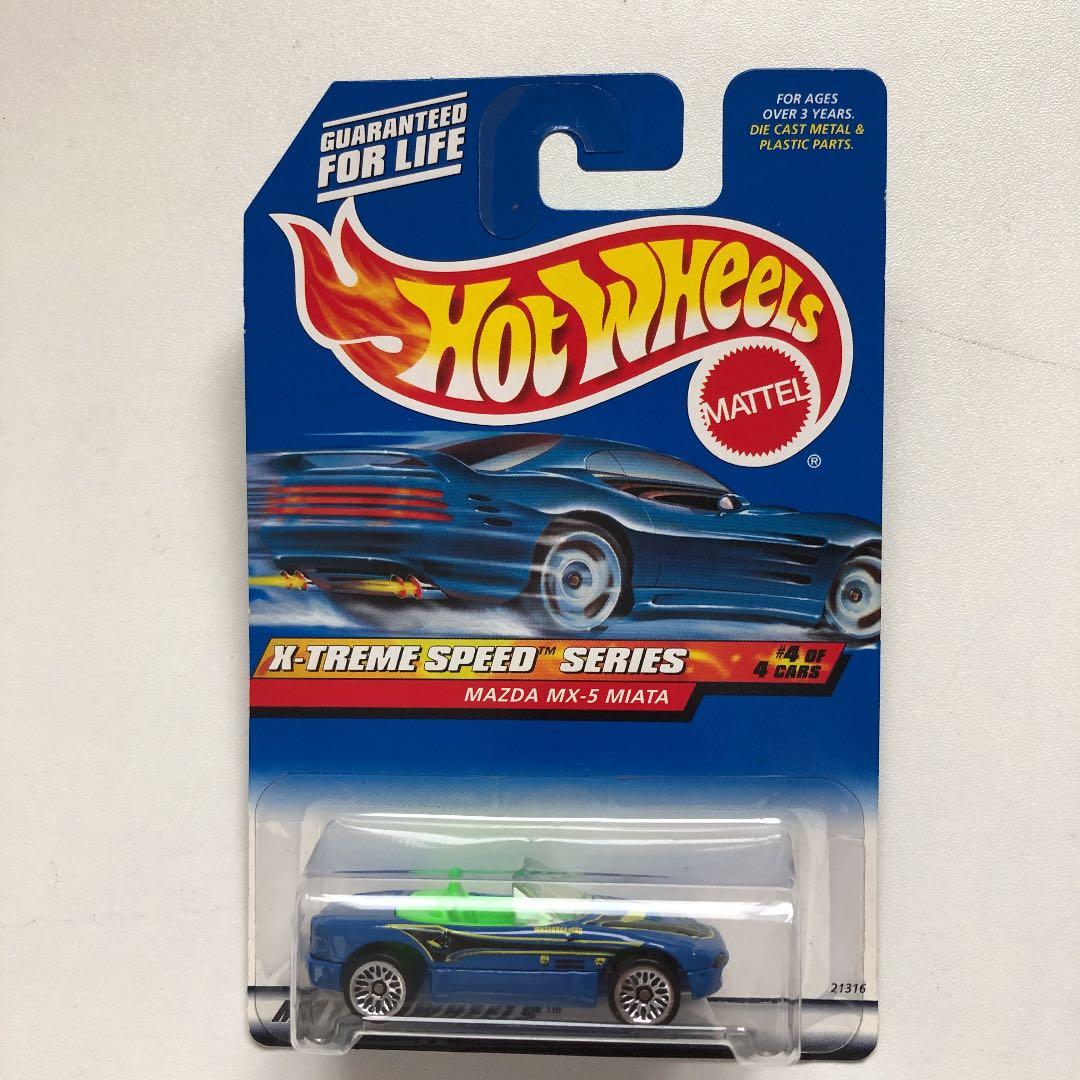 GUARANTEED
FOR LIFE
FOR AGES
OVER 3 YEARS.
DIE CAST METAL &
PLASTIC PARTS.
HOT WHEELS
MATTEL
®
X-TREME SPEED™ SERIES
#4 OF
4 CARS
MAZDA MX-5 MIATA
21316
TM